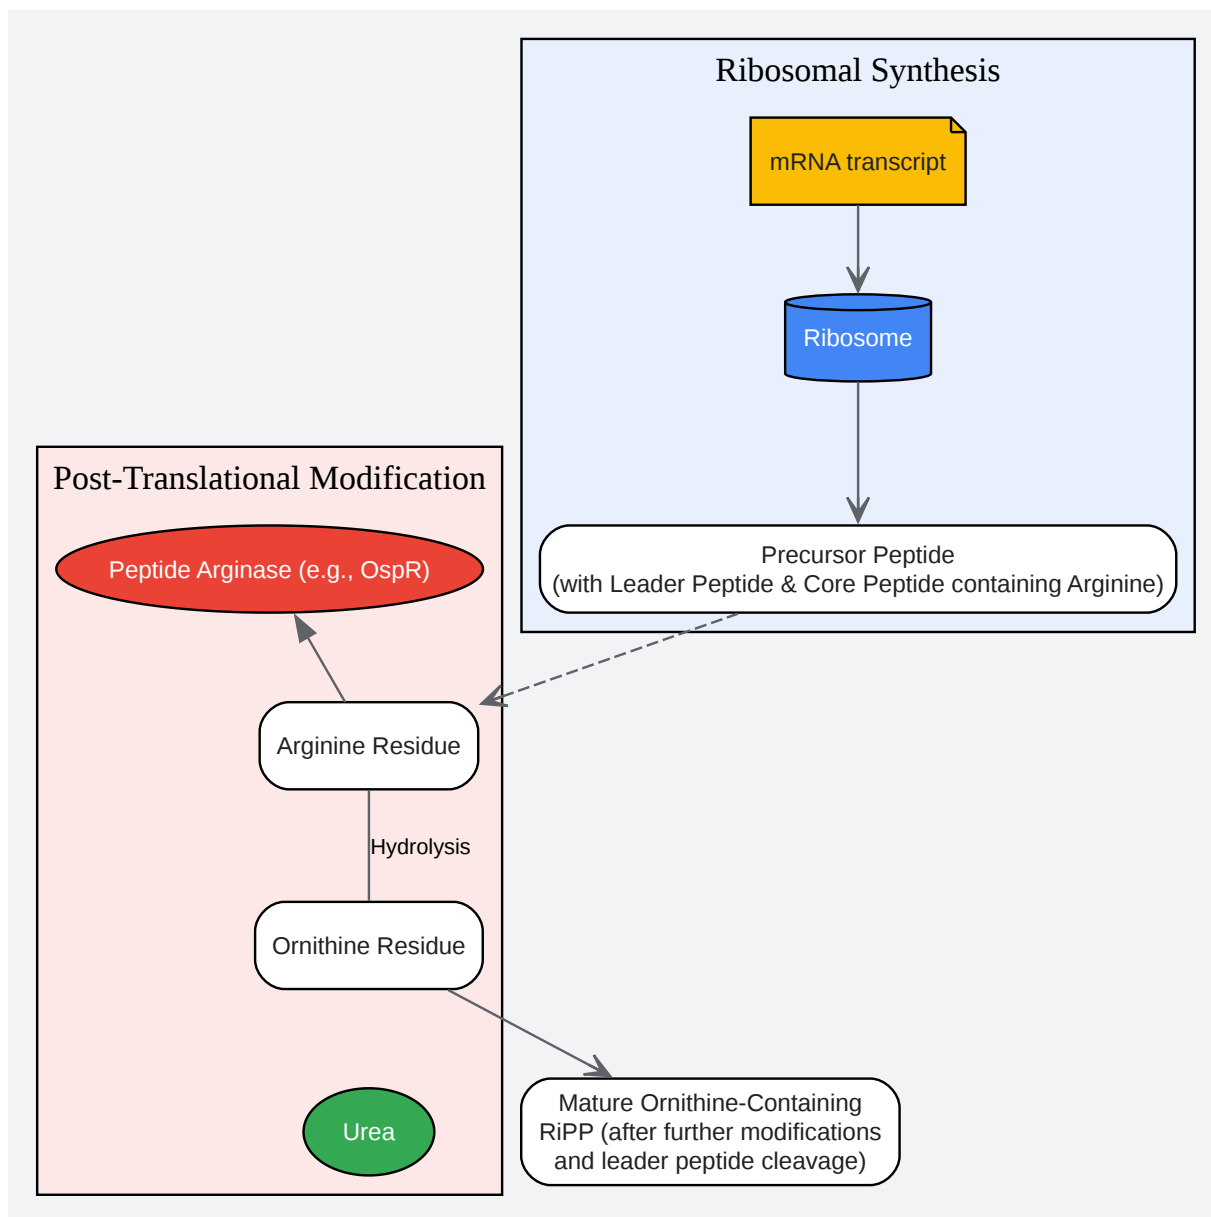 Ribosomal Synthesis
mRNA transcript
Ribosome
Precursor Peptide
(with Leader Peptide & Core Peptide containing Arginine)
Post-Translational Modification
Peptide Arginase (e.g., OspR)
Arginine Residue
Hydrolysis
Ornithine Residue
Urea
Mature Ornithine-Containing
RiPP (after further modifications
and leader peptide cleavage)